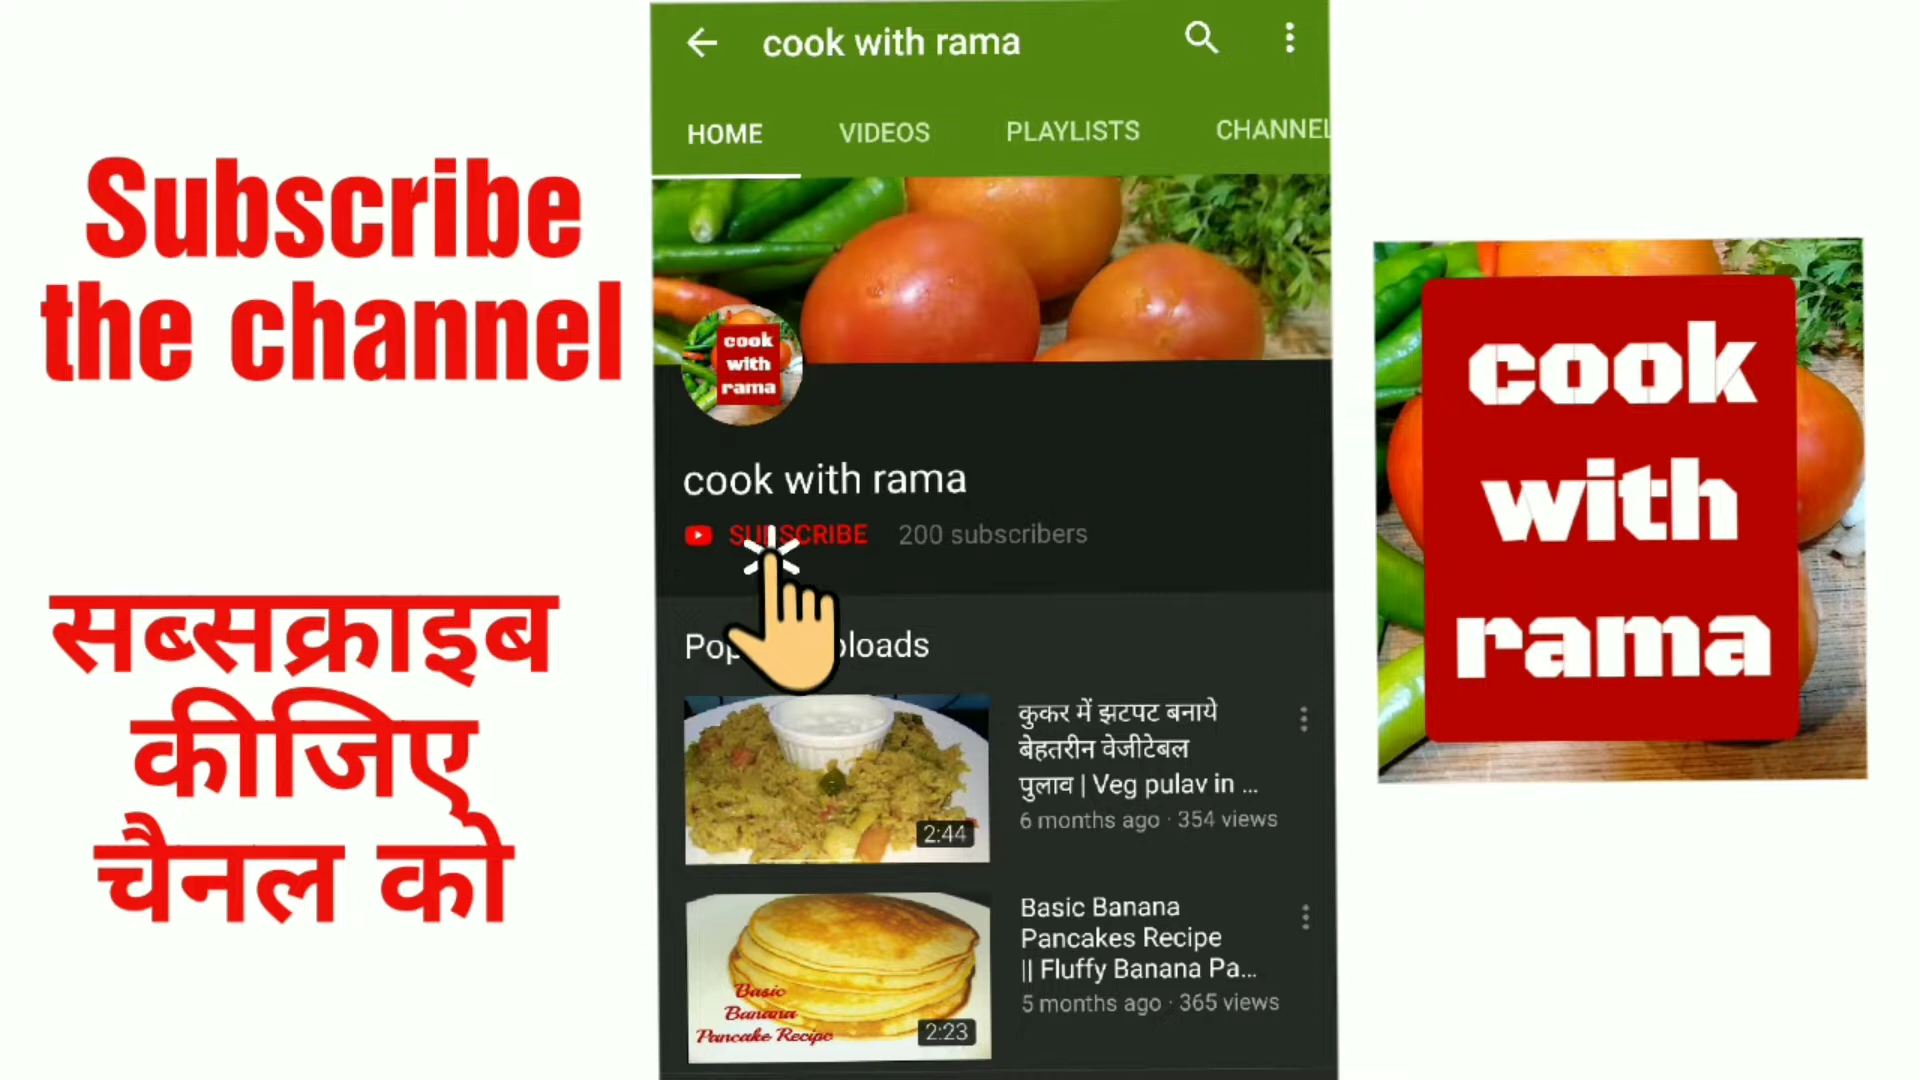 Subscribe
the channel
सब्सक्राइब
कीजिए
चैनल को
cook with rama
HOME VIDEOS PLAYLISTS CHANNEL
cook
with
rama
cook with rama
SUBSCRIBE 200 subscribers
कुकर में झटपट बनाये
बेहतरीन वेजीटेबल
पुलाव | Veg pulav in ...
6 months ago · 354 views
2:44
Basic Banana
Pancakes Recipe
|| Fluffy Banana Pa...
5 months ago · 365 views
Basic
Banana
Pancake Recipe
2:23
cook
with
rama